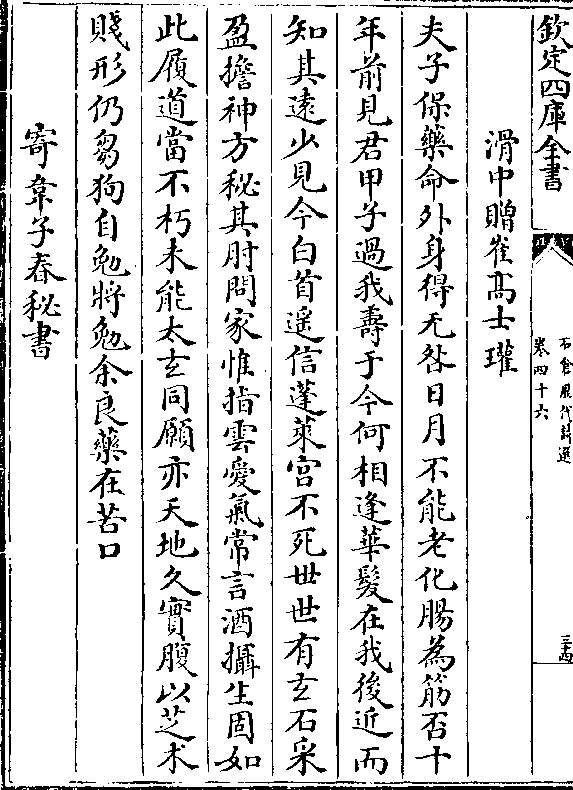 欽定四庫全書
石倉歷代詩選
卷四十六
三十四
滑中贈崔高士瓘
夫子保藥命外身得无咎日月不能老化腸為筋否十
年前見君甲子過我壽于今何相逢華髮在我後近而
知其逺少見今白首遥信蓬萊宫不死世世有玄石采
盈擔神方秘其肘問家惟指雲愛氣常言酒攝生固如
此履道當不朽未能太玄同願亦天地久實腹以芝术
賤形仍芻狗自勉將勉余良藥在苦口
寄韋子春秘書